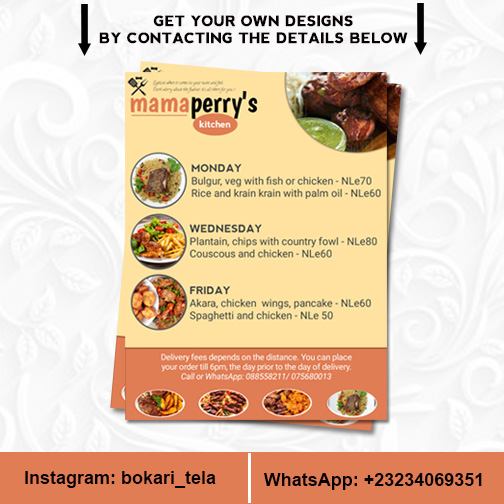 GET YOUR OWN DESIGNS
BY CONTACTING THE DETAILS BELOW
mamaperry's
kitchen
MONDAY
Bulgur, veg with fish or chicken - NLe70
Rice and krain krain with palm oil - NLe60
WEDNESDAY
Plantain, chips with country fowl - NLe80
Couscous and chicken - NLe60
FRIDAY
Akara, chicken wings, pancake - NLe60
Spaghetti and chicken - NLe 50
Delivery fees depends on the distance. You can place
your order till 6pm, the day prior to the day of delivery.
Call or WhatsApp: 088558211/ 075680013
Instagram: bokari_tela
WhatsApp: +23234069351